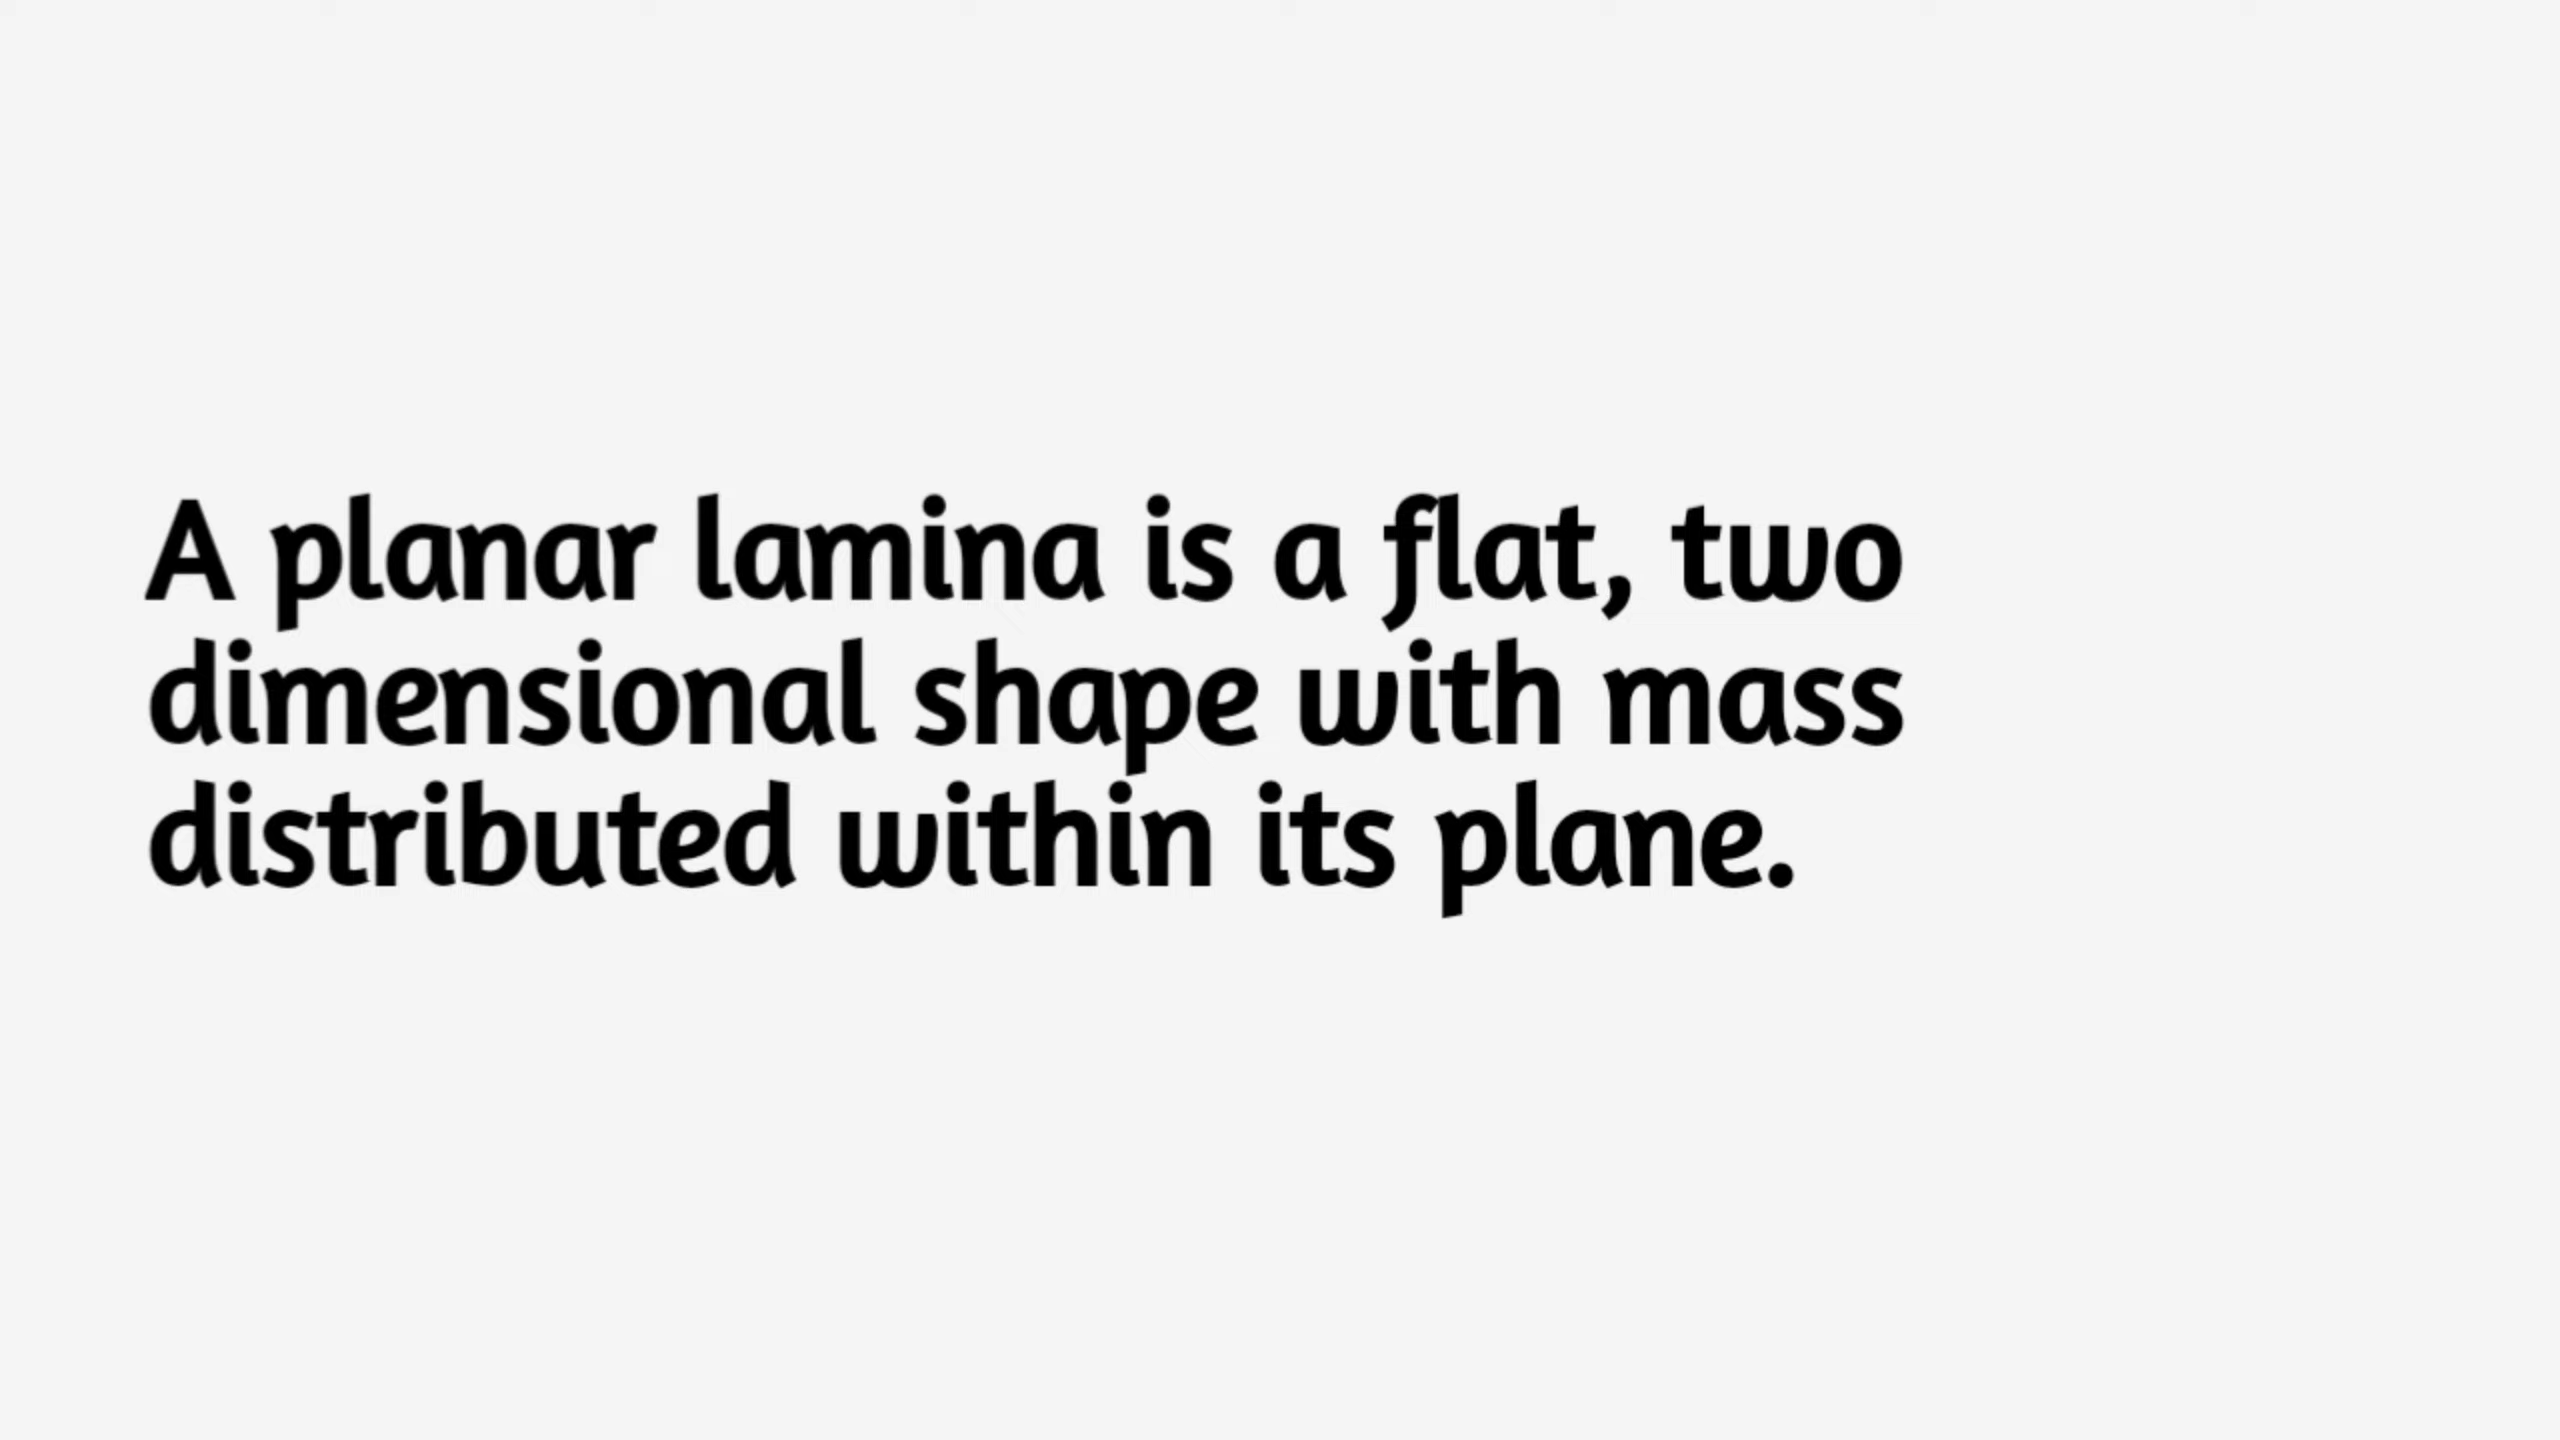 A planar lamina is a flat, two
dimensional shape with mass
distributed within its plane.